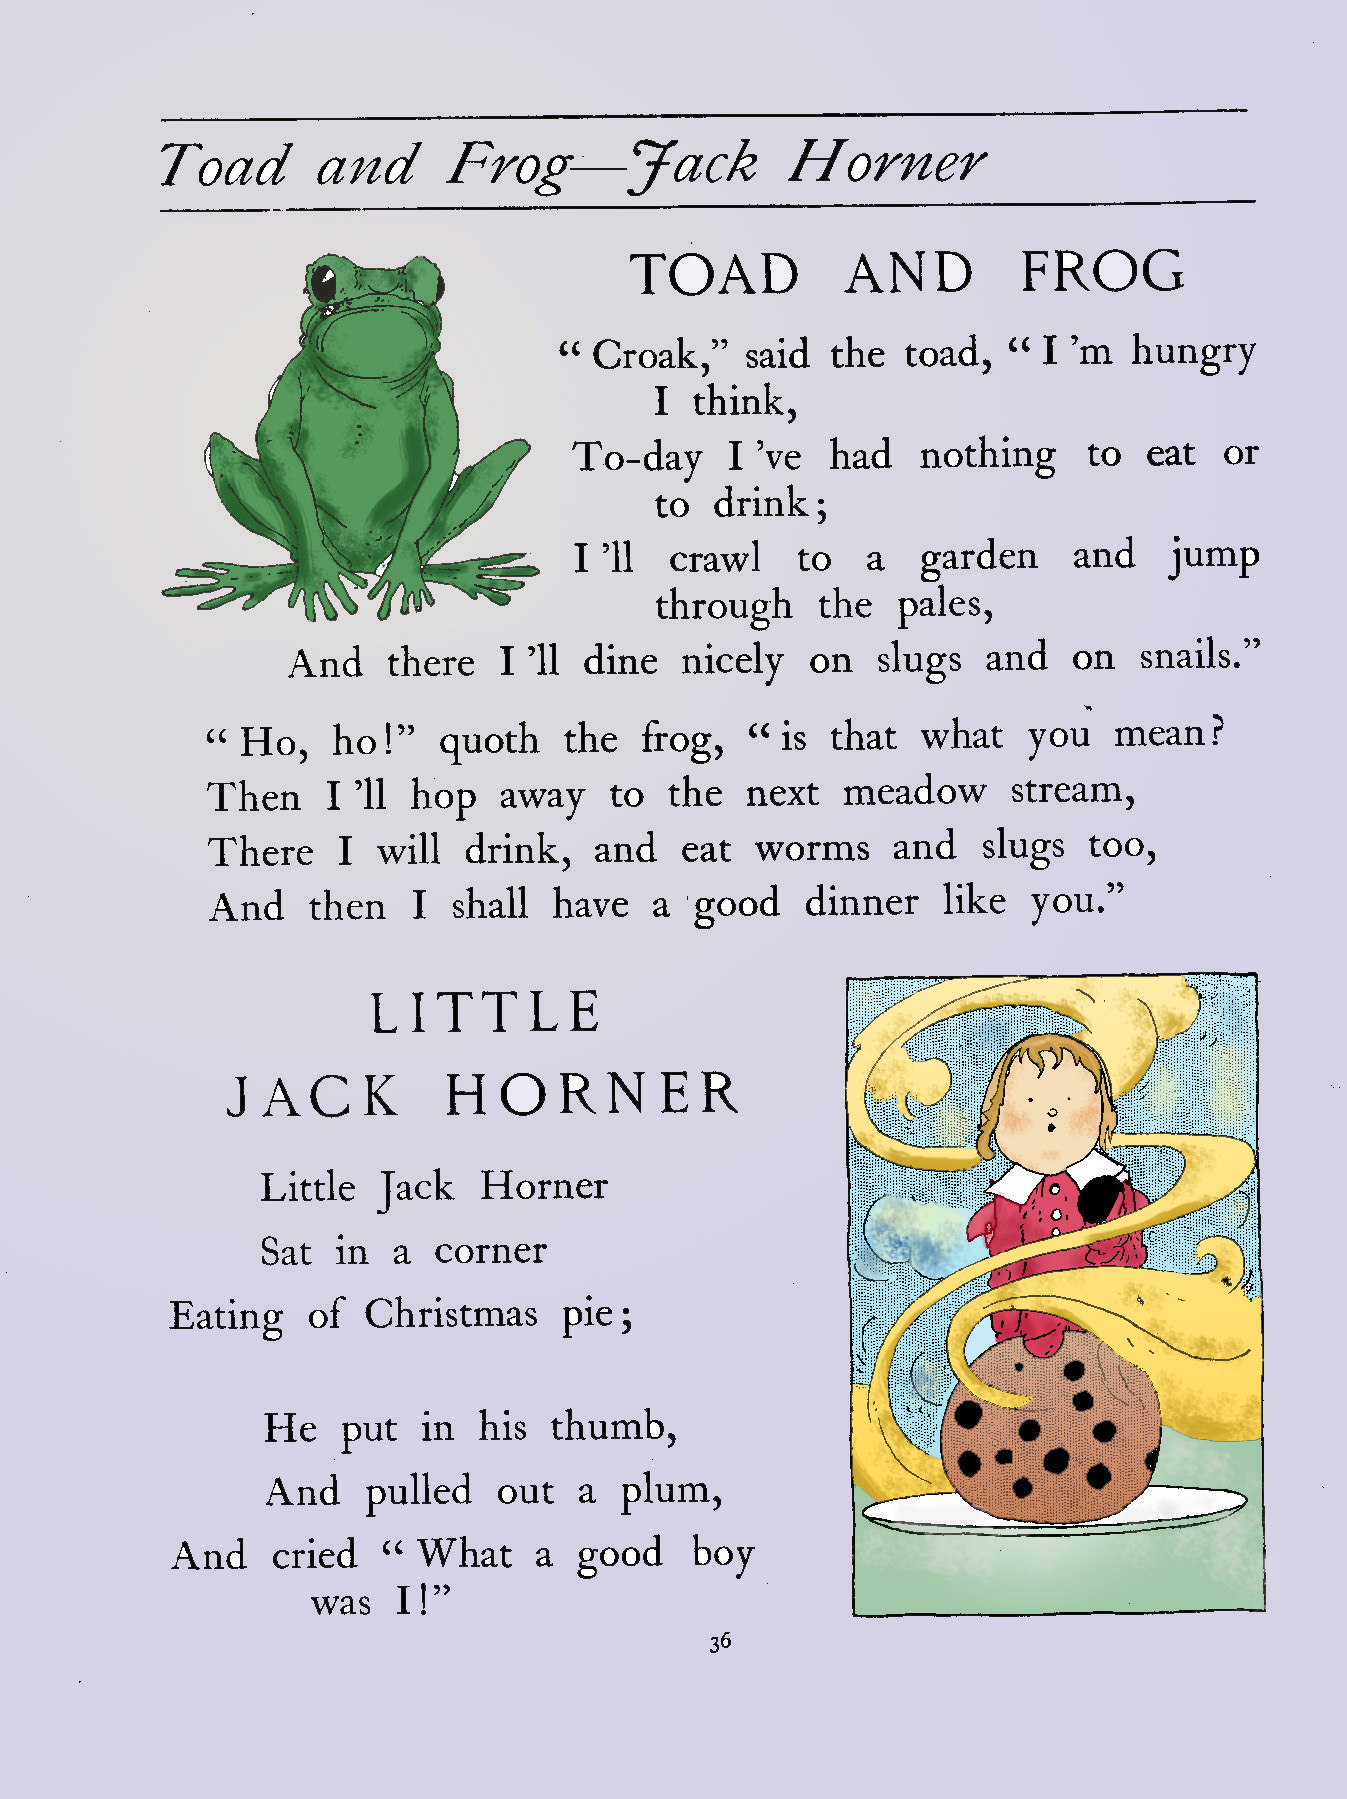 Toad and Frog—Jack Horner
TOAD AND FROG
“ Croak,” said the toad, “ I ’m hungry
I think,
To-day I ’ve had nothing to eat or
to drink ;
I ’ll crawl to a garden and jump
through the pales,
And there I ’ll dine nicely on slugs and on snails.”
“ Ho, ho !” quoth the frog, “ is that what you mean ?
Then I ’ll hop away to the next meadow stream,
There I will drink, and eat worms and slugs too,
And then I shall have a good dinner like you.”
LITTLE
JACK HORNER
Little Jack Horner
Sat in a corner
Eating of Christmas pie ;
He put in his thumb,
And pulled out a plum,
And cried “ What a good boy
was I !”
36